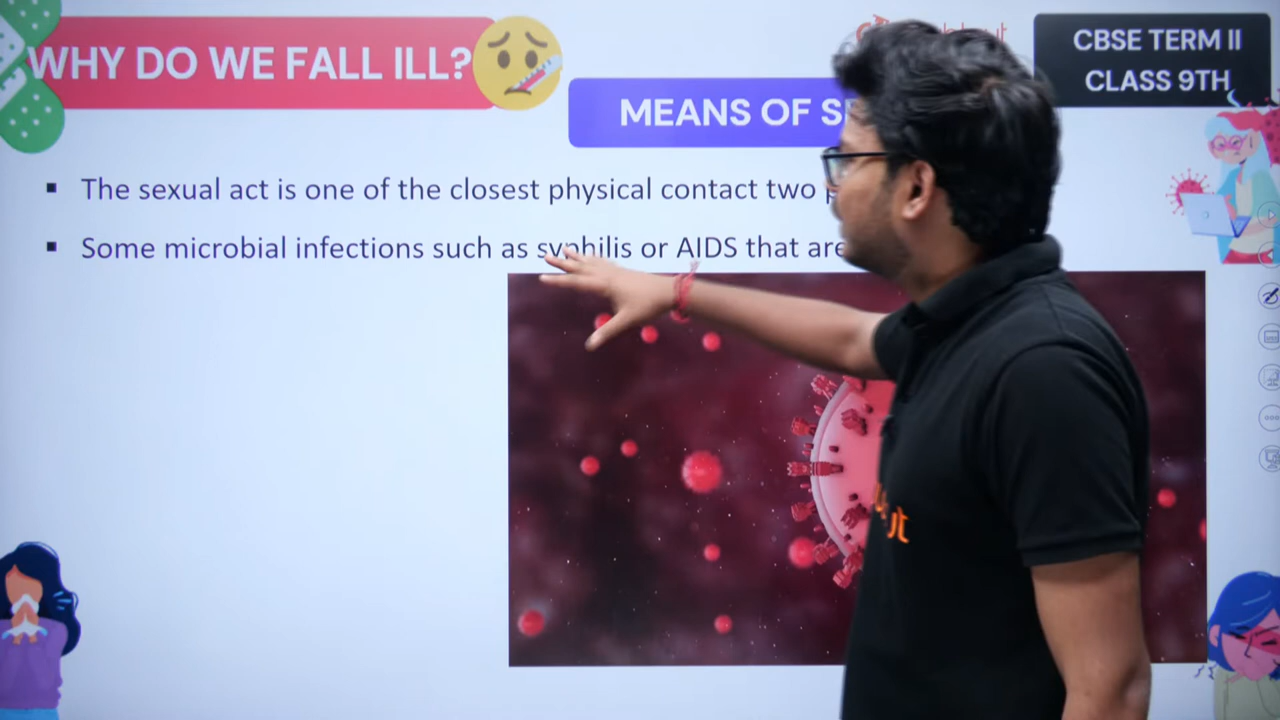 WHY DO WE FALL ILL?
CBSE TERM II
CLASS 9TH
MEANS OF
The sexual act is one of the closest physical contact two
Some microbial infections such as syphilis or AIDS that are